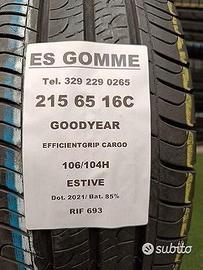 ES GOMME
Tel. 329 229 0265
215 65 16C
GOODYEAR
EFFICIENTGRIP CARGO
106/104H
ESTIVE
Dot. 2021/ Bat. 85%
RIF 693
subito